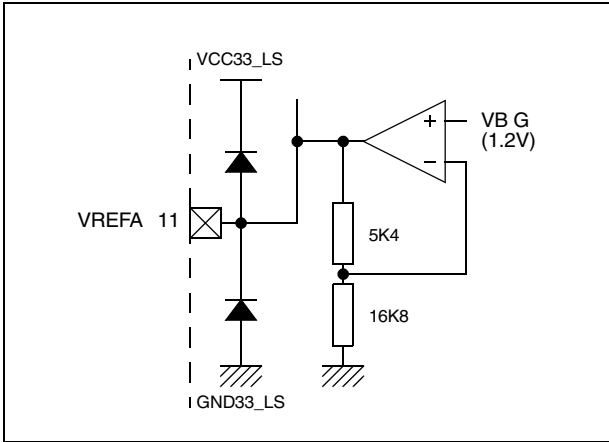 VCC33_LS
VB G
(1.2V)
VREFA 11
5K4
16K8
GND33_LS